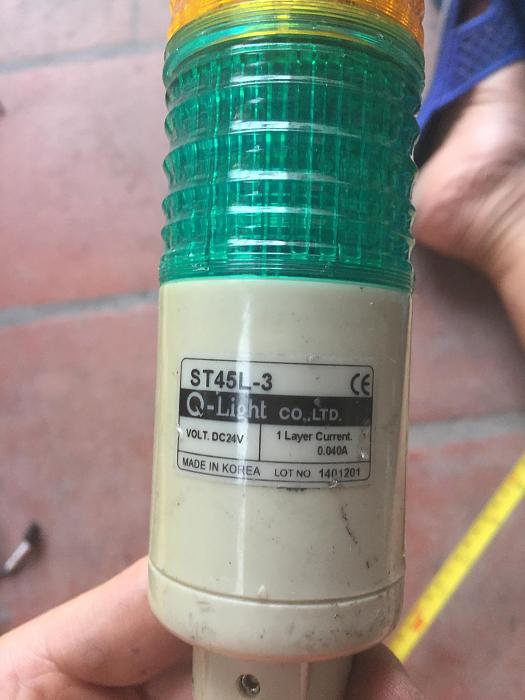 ST45L-3 CE
Q-Light CO.,LTD.
VOLT. DC24V
1 Layer Current.
0.040A
MADE IN KOREA LOT NO 1401201